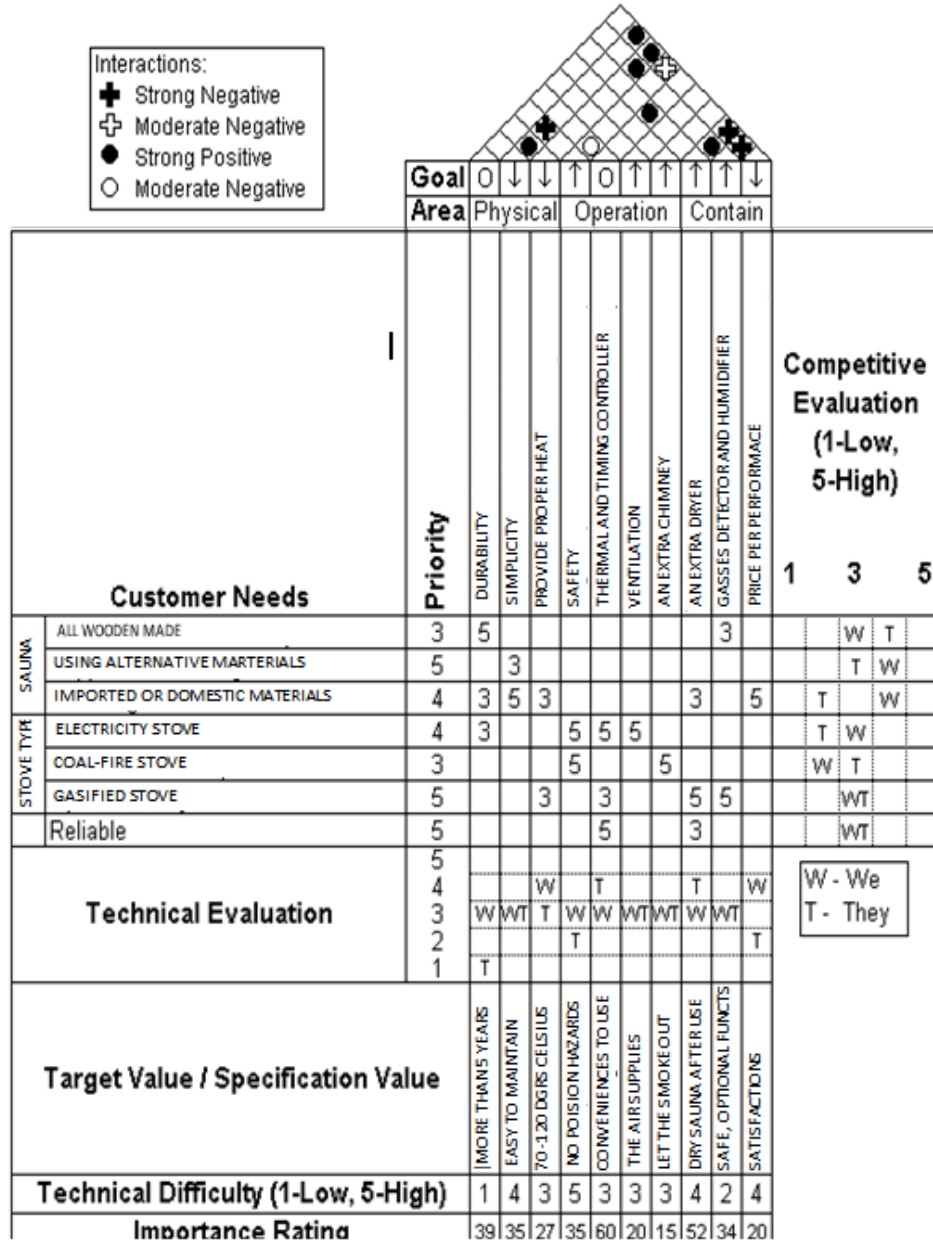 Interactions:
Strong Negative
Moderate Negative
Strong Positive
Moderate Negative
Goal O ↓ ↓ ↑ O ↑ ↑ ↑ ↑ ↓
Area Physical Operation Contain
Customer Needs
Priority
DURABILITY
SIMPLICITY
PROVIDE PROPER HEAT
SAFETY
THERMAL AND TIMING CONTROLLER
VENTILATION
AN EXTRA CHIMNEY
AN EXTRA DRYER
GASSES DETECTOR AND HUMIDIFIER
PRICE PER PERFORMACE
Competitive
Evaluation
(1-Low,
5-High)
1 3 5
SAUNA
ALL WOODEN MADE 3 5 3 W T
USING ALTERNATIVE MARTERIALS 5 3 T W
IMPORTED OR DOMESTIC MATERIALS 4 3 5 3 3 5 T W
STOVE TYPE
ELECTRICITY STOVE 4 3 5 5 5 T W
COAL-FIRE STOVE 3 5 5 W T
GASIFIED STOVE 5 3 3 5 5 WT
Reliable 5 5 3 WT
Technical Evaluation
5
4 W T T W
3 W WT T W W WT WT W WT
2 T T
1 T
W - We
T - They
Target Value / Specification Value
MORE THAN 5 YEARS
EASY TO MAINTAIN
70-120 DGRS CELSIUS
NO POISION HAZARDS
CONVENIENCES TO USE
THE AIR SUPPLIES
LET THE SMOKE OUT
DRY SAUNA AFTER USE
SAFE, OPTIONAL FUNCTS
SATISFACTIONS
Technical Difficulty (1-Low, 5-High) 1 4 3 5 3 3 3 4 2 4
Importance Rating 39 35 27 35 60 20 15 52 34 20